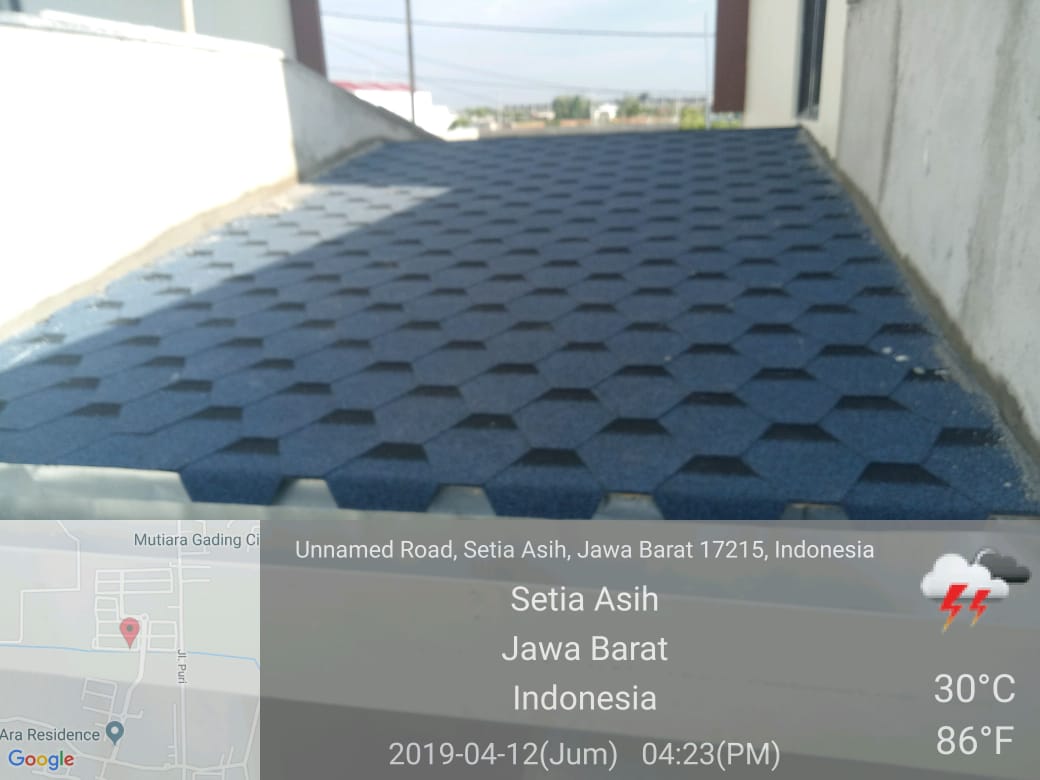 Mutiara Gading Ci
Jl. Puri
Ara Residence
Google
Unnamed Road, Setia Asih, Jawa Barat 17215, Indonesia
Setia Asih
Jawa Barat
Indonesia
2019-04-12(Jum) 04:23(PM)
30°C
86°F